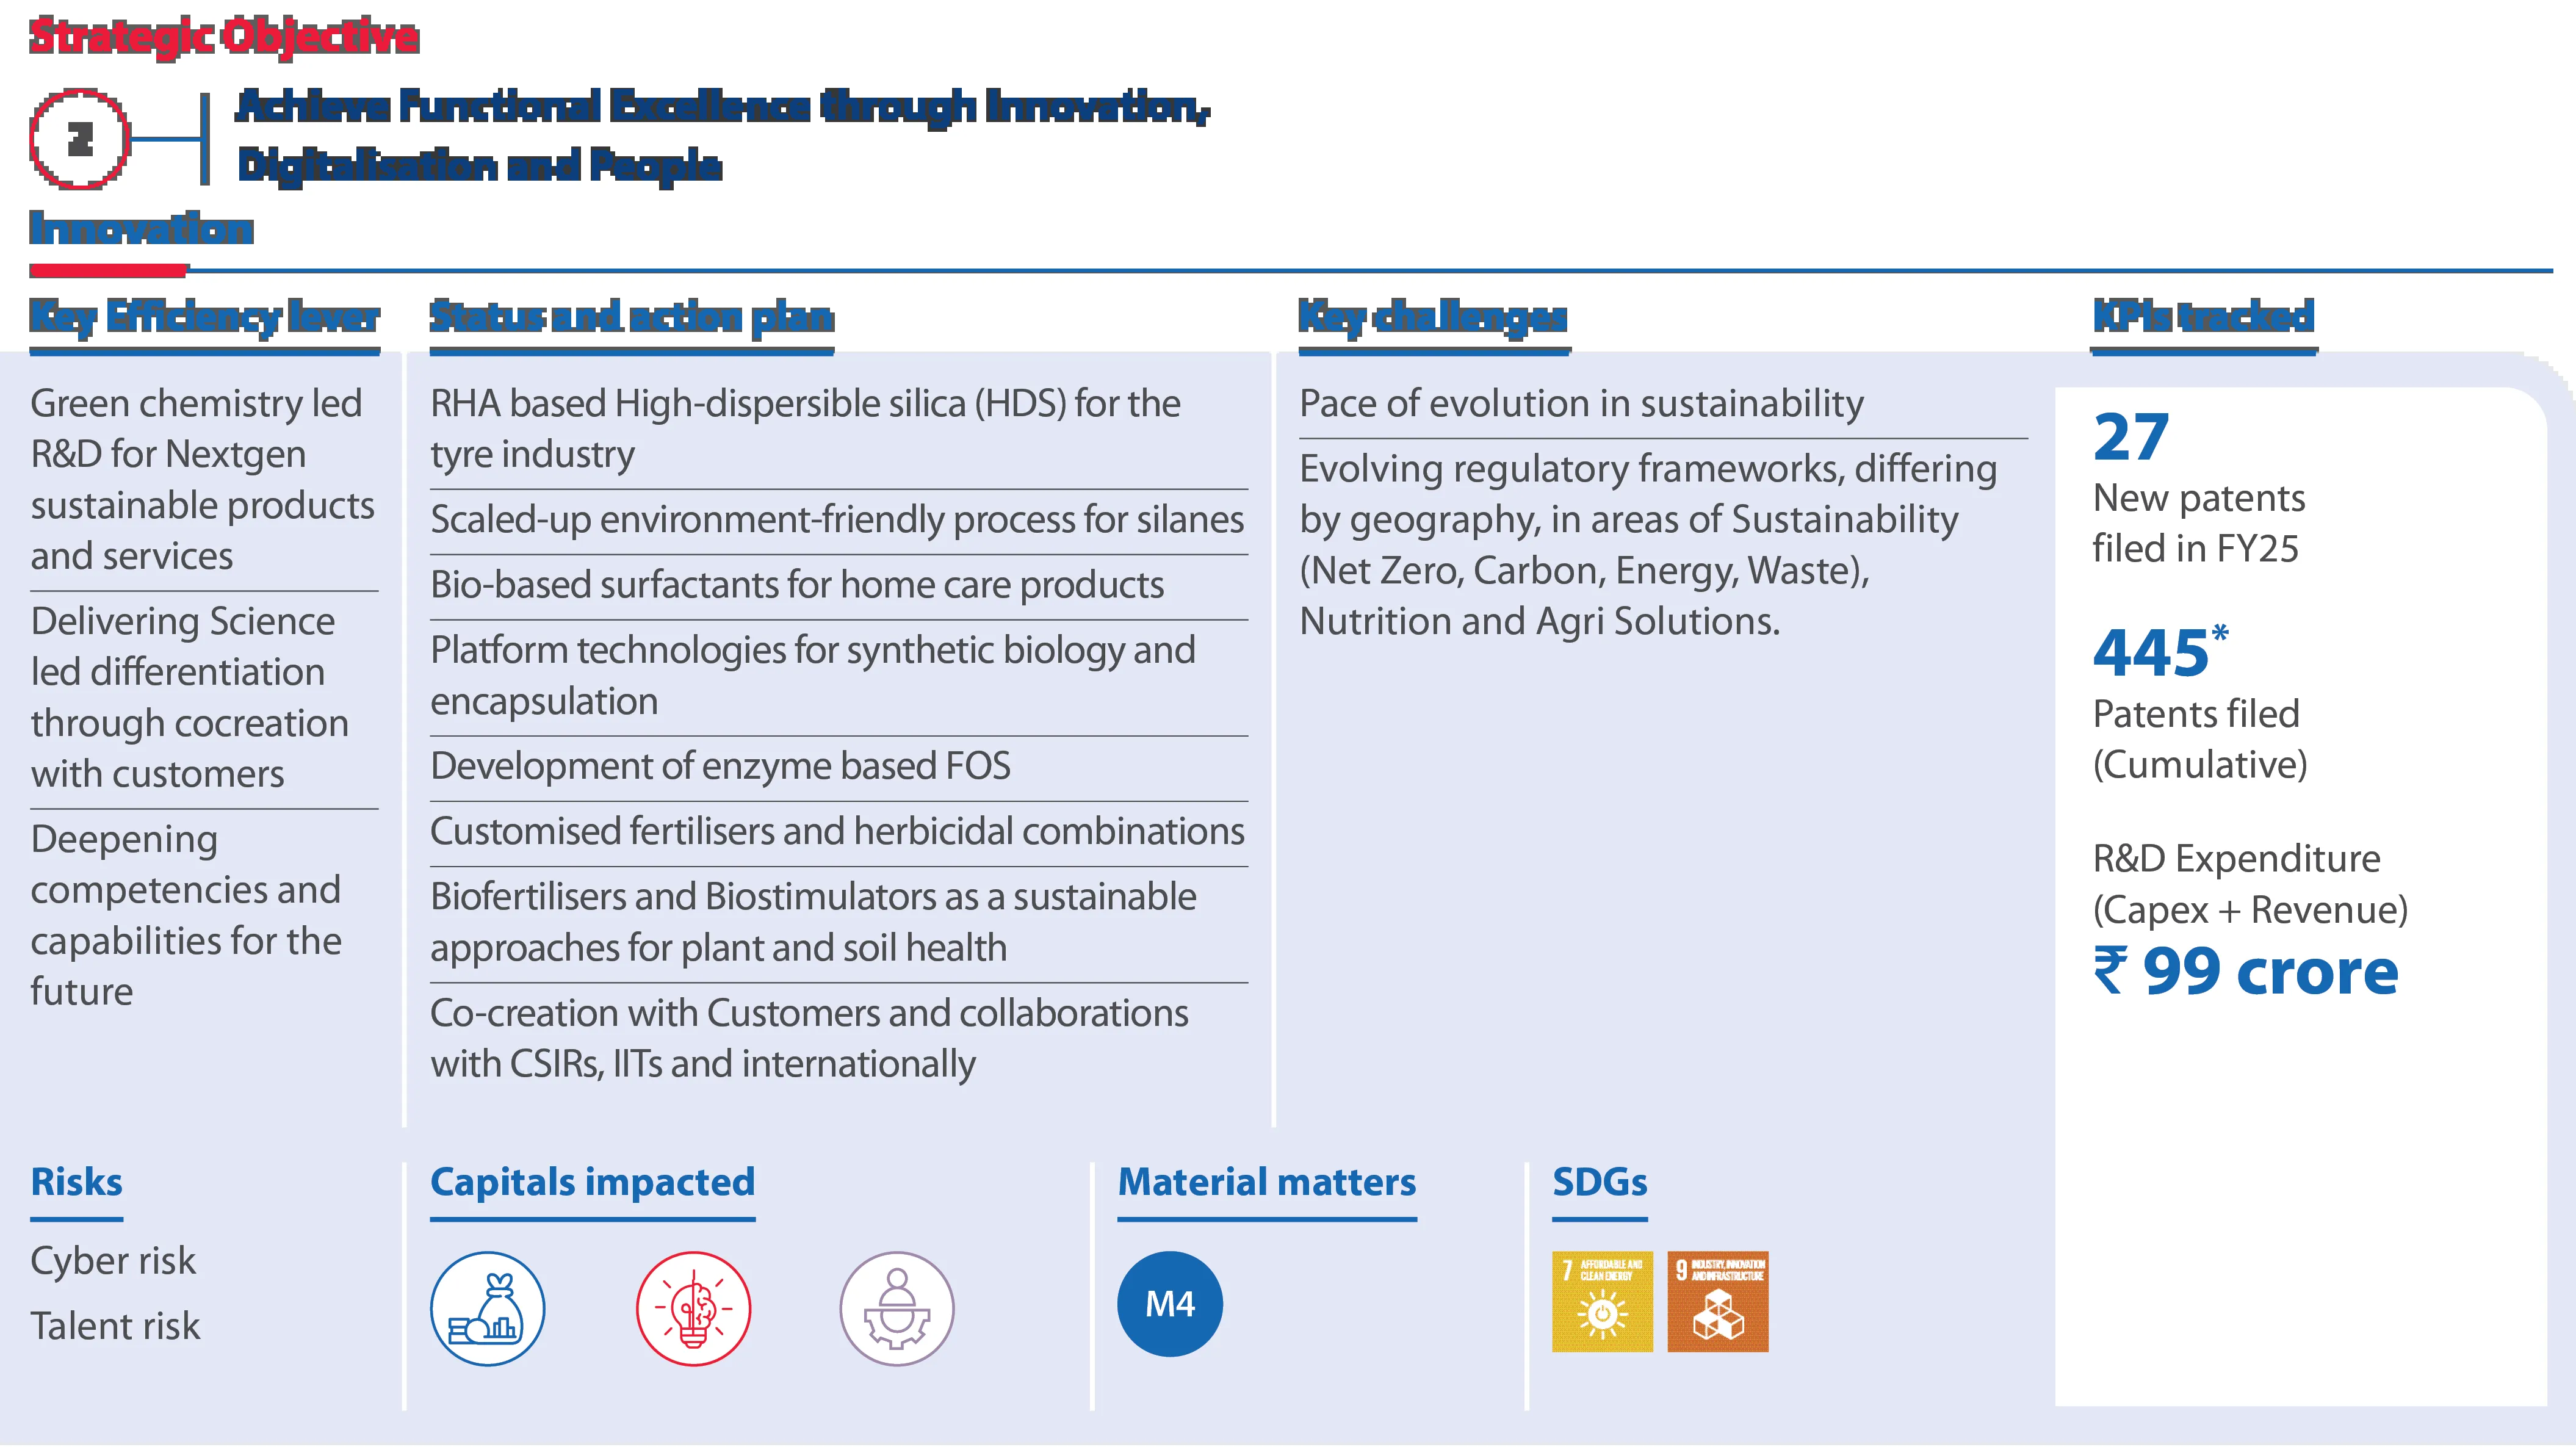 Strategic Objective
2
Achieve Functional Excellence through Innovation,
Digitalisation and People
Innovation
Key Efficiency lever
Green chemistry led
R&D for Nextgen
sustainable products
and services
Delivering Science
led differentiation
through cocreation
with customers
Deepening
competencies and
capabilities for the
future
Status and action plan
RHA based High-dispersible silica (HDS) for the
tyre industry
Scaled-up environment-friendly process for silanes
Bio-based surfactants for home care products
Platform technologies for synthetic biology and
encapsulation
Development of enzyme based FOS
Customised fertilisers and herbicidal combinations
Biofertilisers and Biostimulators as a sustainable
approaches for plant and soil health
Co-creation with Customers and collaborations
with CSIRs, IITs and internationally
Key challenges
Pace of evolution in sustainability
Evolving regulatory frameworks, differing
by geography, in areas of Sustainability
(Net Zero, Carbon, Energy, Waste),
Nutrition and Agri Solutions.
KPIs tracked
27
New patents
filed in FY25
445*
Patents filed
(Cumulative)
R&D Expenditure
(Capex + Revenue)
₹ 99 crore
Risks
Cyber risk
Talent risk
Capitals impacted
Material matters
M4
SDGs
7 AFFORDABLE AND
CLEAN ENERGY
9 INDUSTRY, INNOVATION
AND INFRASTRUCTURE